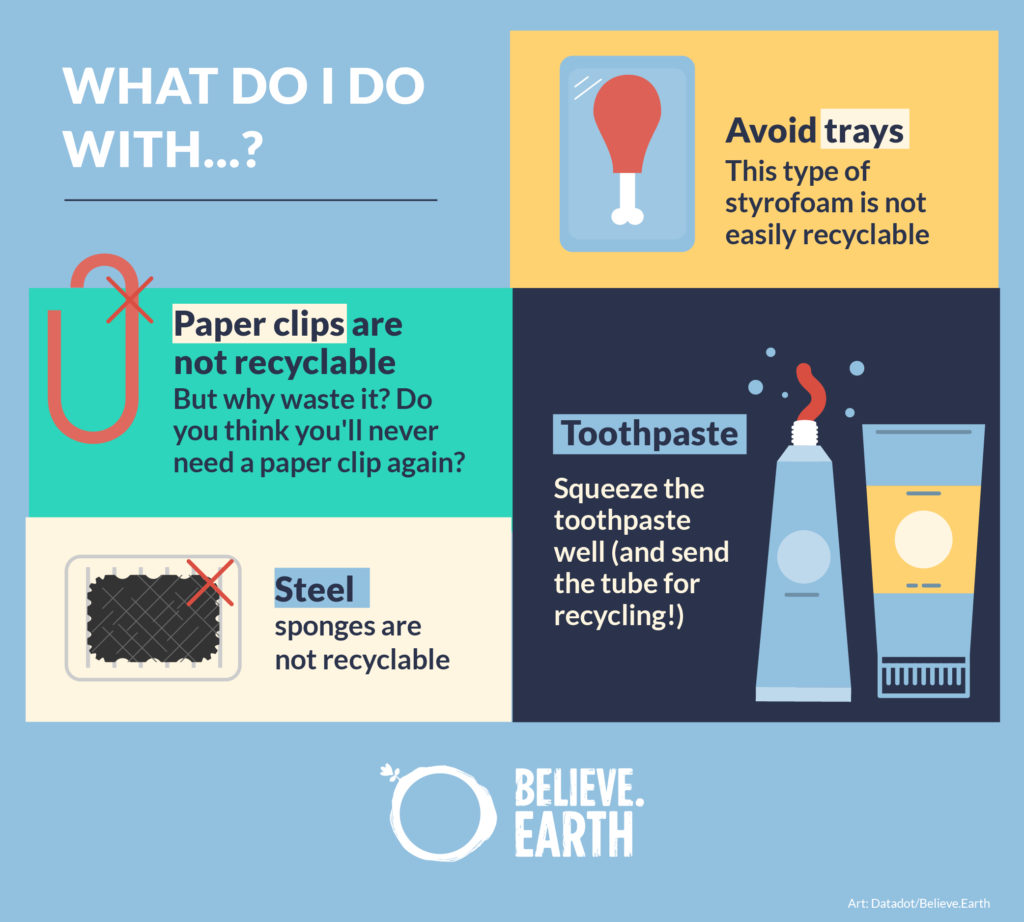 WHAT DO I DO
WITH...?
Avoid trays
This type of
styrofoam is not
easily recyclable
Paper clips are
not recyclable
But why waste it? Do
you think you'll never
need a paper clip again?
Toothpaste
Squeeze the
toothpaste
well (and send
the tube for
recycling!)
Steel
sponges are
not recyclable
BELIEVE.
EARTH
Art: Datadot/Believe.Earth